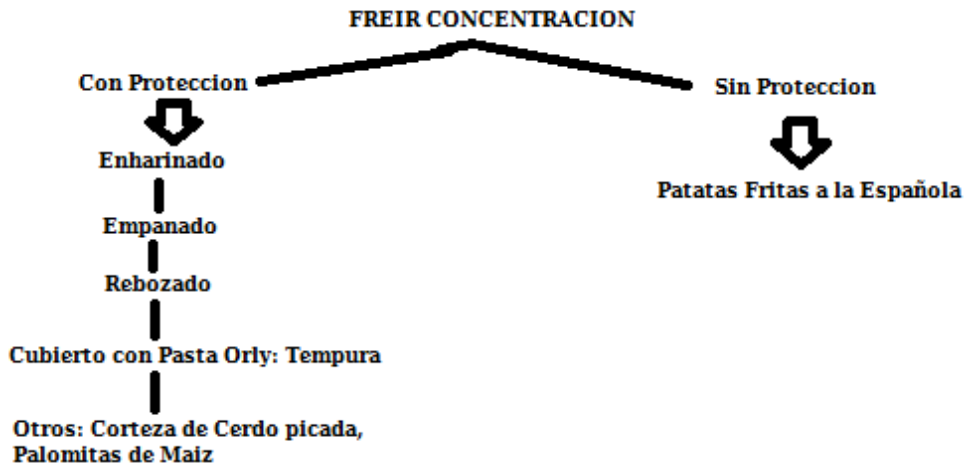 FREIR CONCENTRACION
Con Proteccion
Sin Proteccion
Enharinado
Patatas Fritas a la Española
Empanado
Rebozado
Cubierto con Pasta Orly: Tempura
Otros: Corteza de Cerdo picada,
Palomitas de Maiz